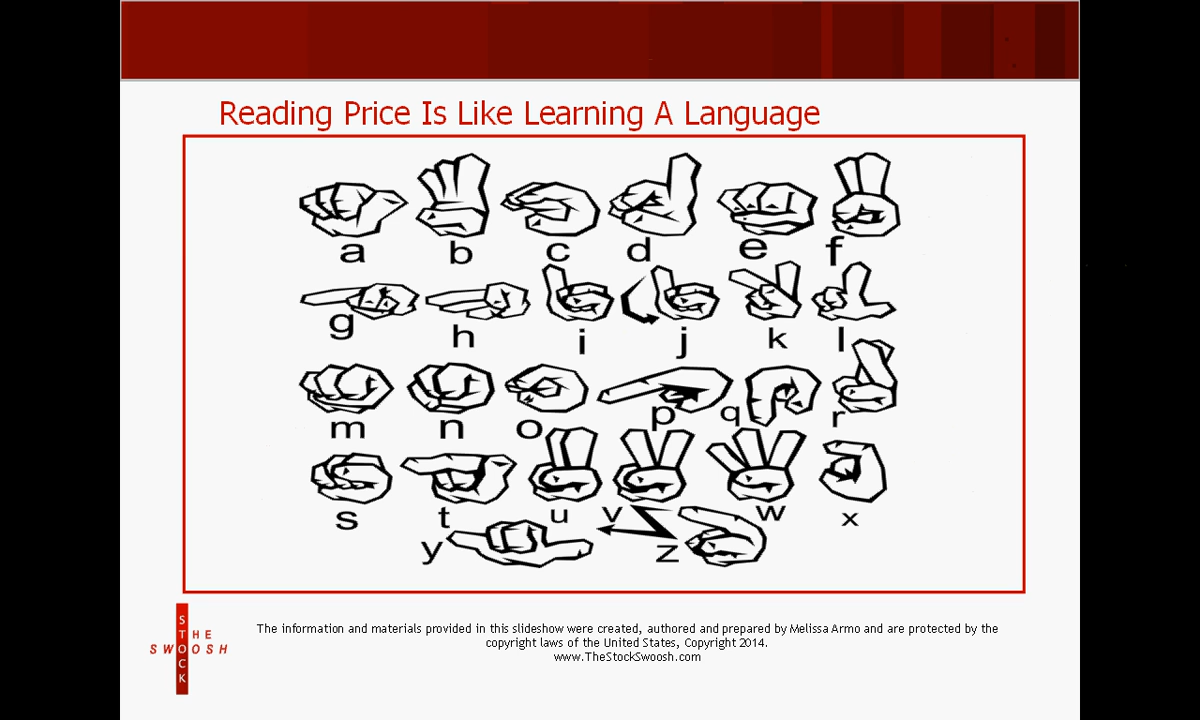 Reading Price Is Like Learning A Language
a b c d e f
g h i j k l
m n o p q r
s t u v w x
y z
STOCK
THE
SWOOSH
The information and materials provided in this slideshow were created, authored and prepared by Melissa Armo and are protected by the
copyright laws of the United States, Copyright 2014.
www.TheStockSwoosh.com